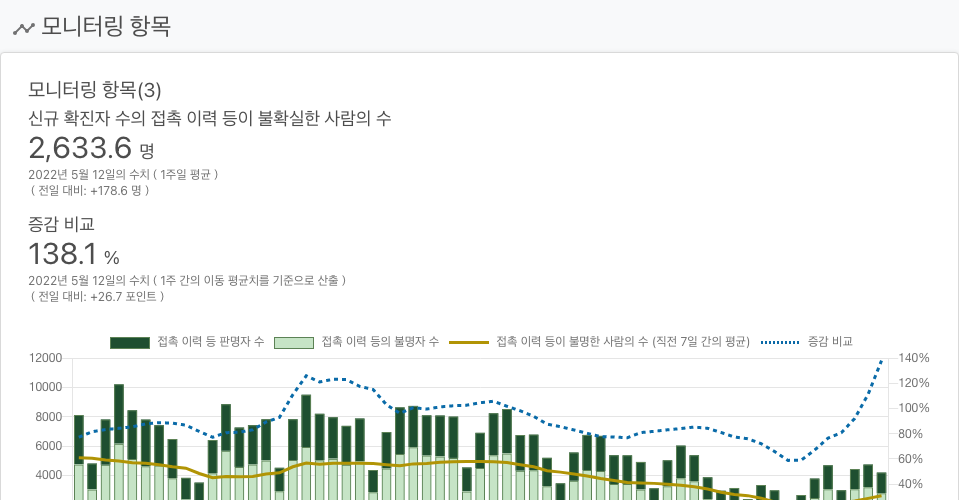 모니터링 항목
모니터링 항목(3)
신규 확진자 수의 접촉 이력 등이 불확실한 사람의 수
2,633.6 명
2022년 5월 12일의 수치 ( 1주일 평균 )
( 전일 대비: +178.6 명 )
증감 비교
138.1 %
2022년 5월 12일의 수치 ( 1주 간의 이동 평균치를 기준으로 산출 )
( 전일 대비: +26.7 포인트 )
접촉 이력 등 판명자 수 접촉 이력 등의 불명자 수 접촉 이력 등이 불명한 사람의 수 (직전 7일 간의 평균) 증감 비교
12000 140%
10000 120%
8000 100%
6000 80%
4000 60%
40%